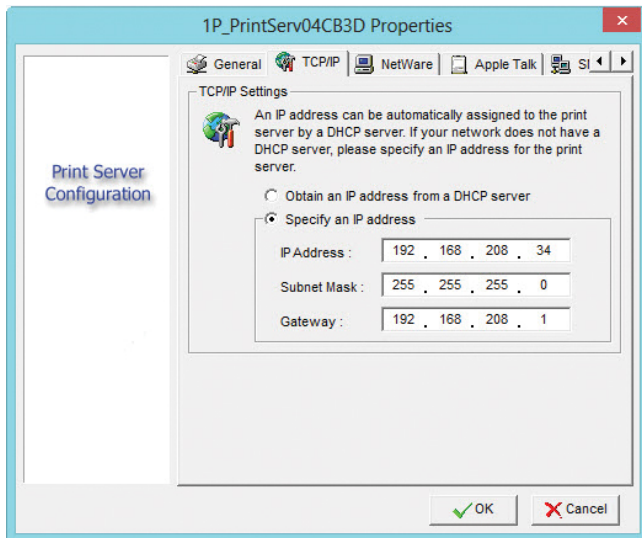 1P_PrintServ04CB3D Properties
General TCP/IP NetWare Apple Talk
TCP/IP Settings
An IP address can be automatically assigned to the print
server by a DHCP server. If your network does not have a
DHCP server, please specify an IP address for the print
server.
Print Server
Configuration
Obtain an IP address from a DHCP server
Specify an IP address
IP Address : 192 . 168 . 208 . 34
Subnet Mask : 255 . 255 . 255 . 0
Gateway : 192 . 168 . 208 . 1
OK Cancel